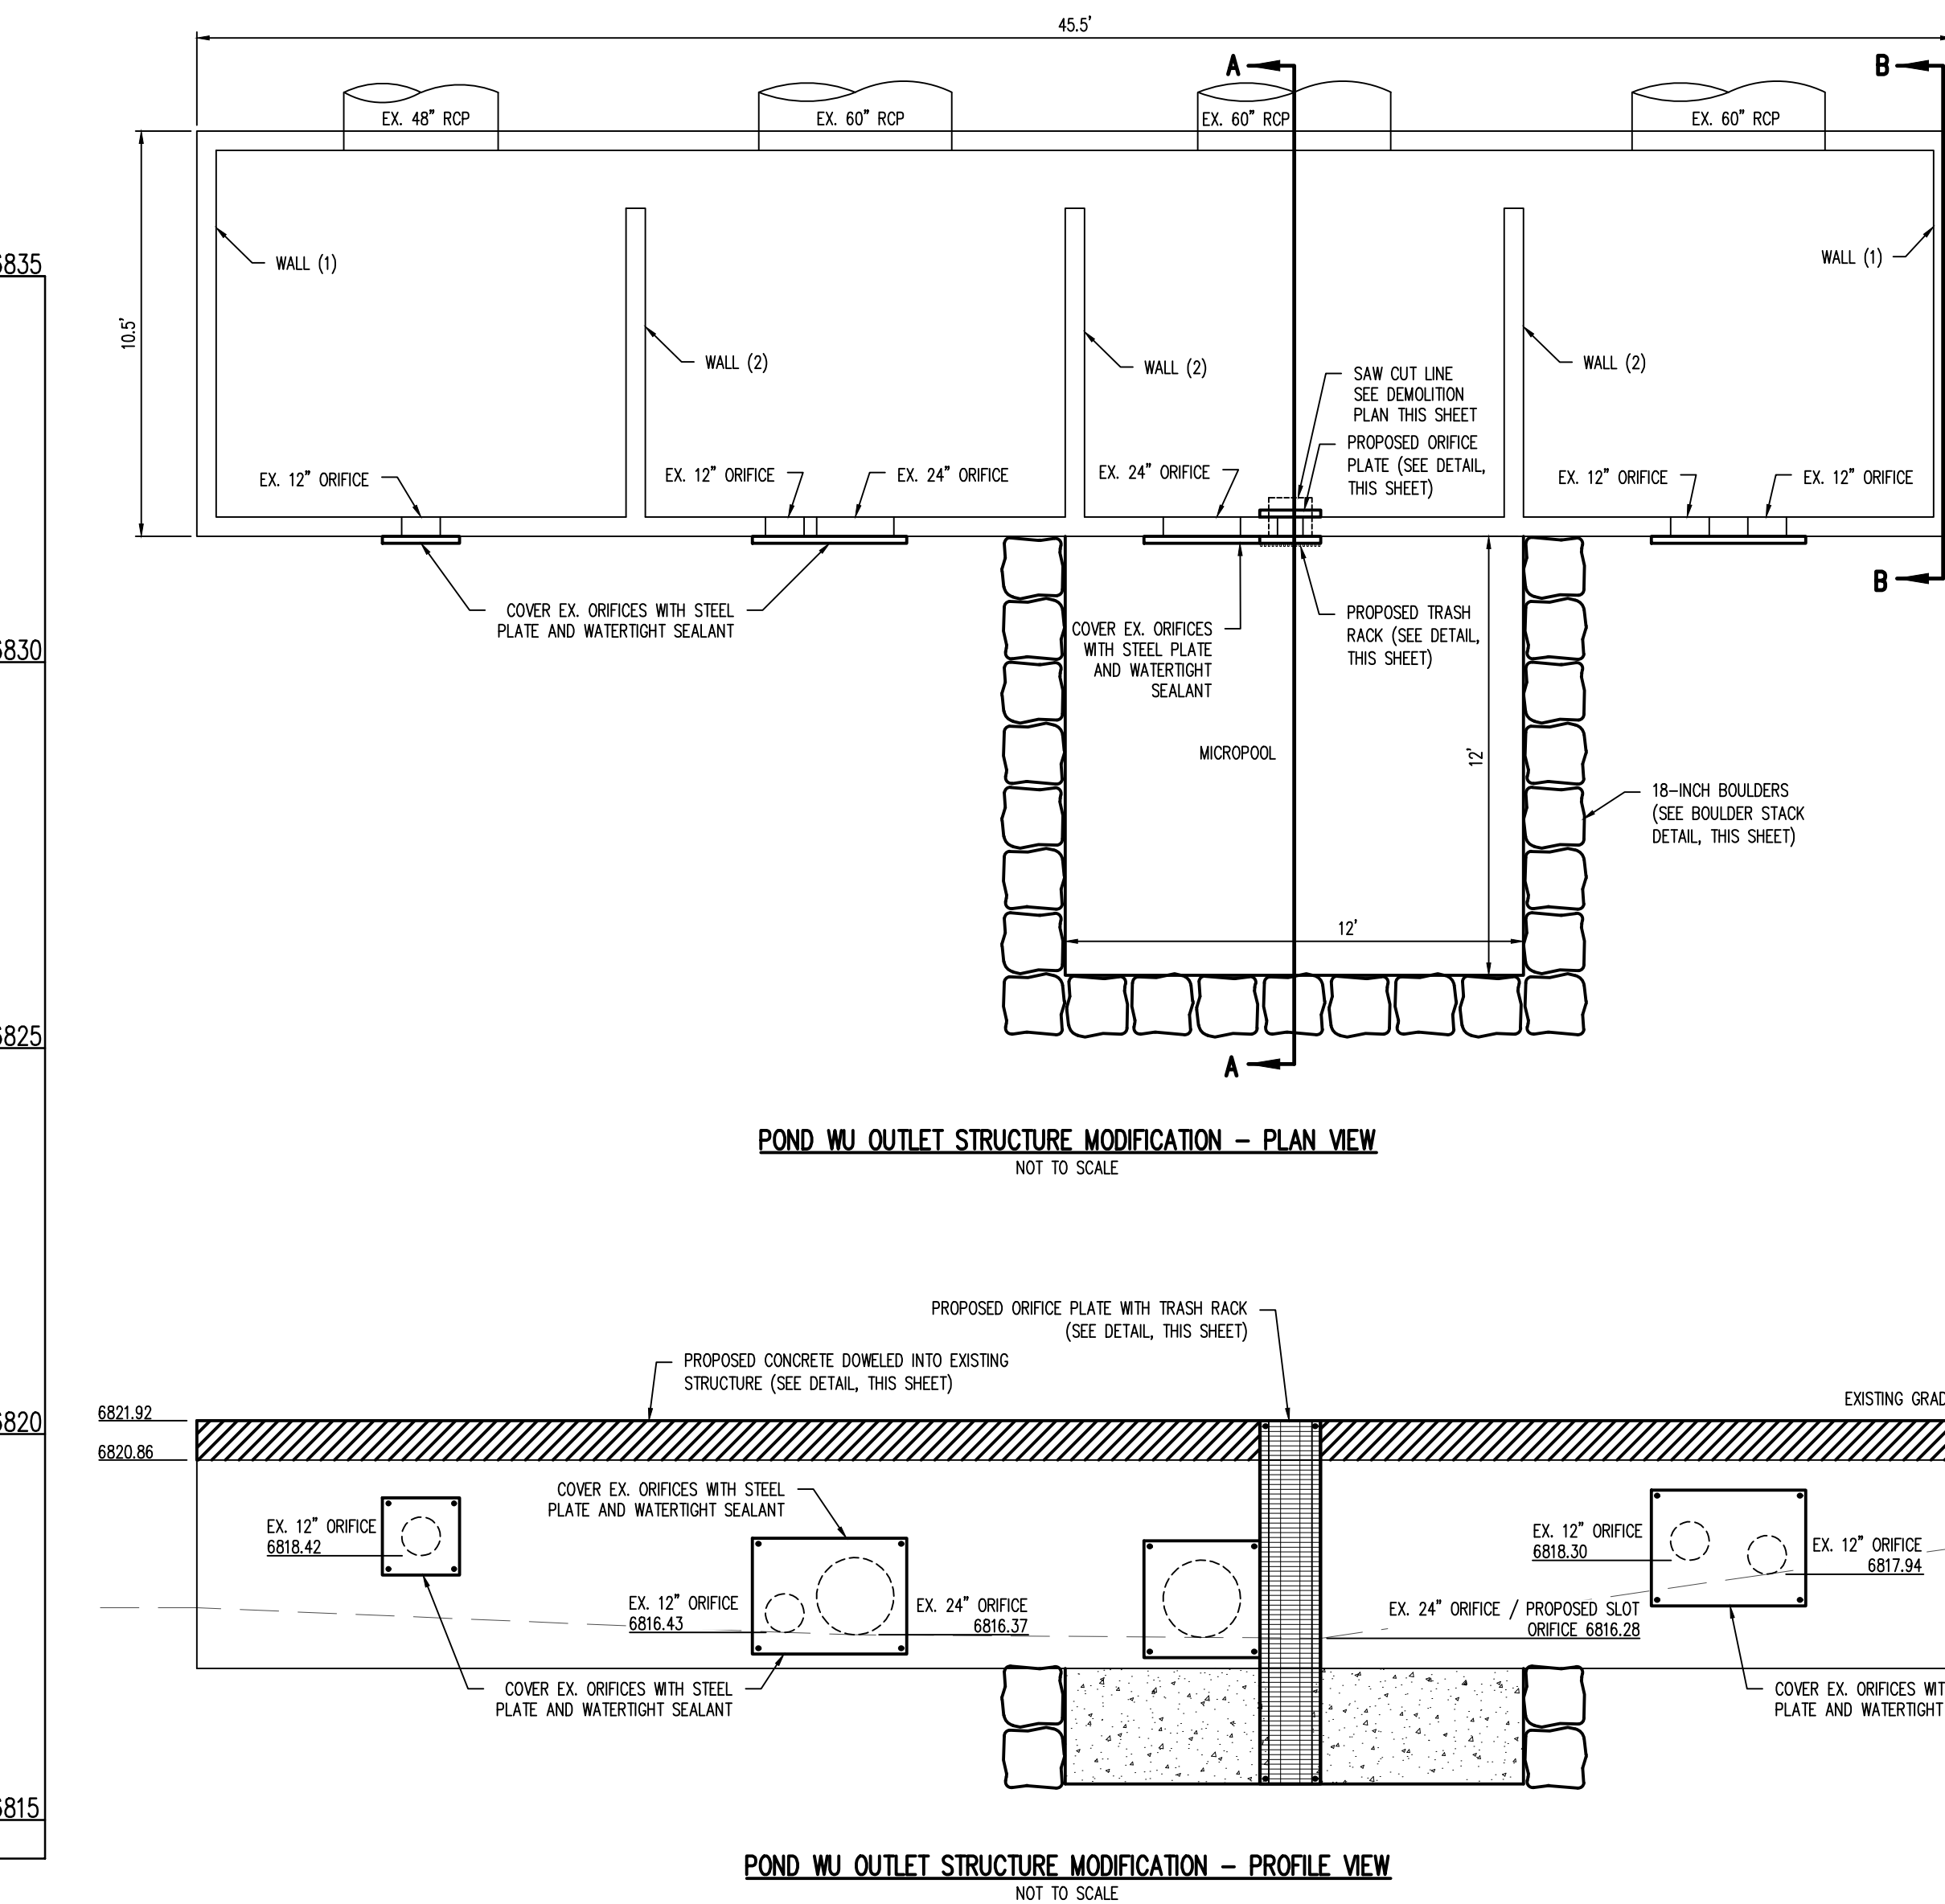 45.5'
A
B
EX. 48" RCP
EX. 60" RCP
EX. 60" RCP
EX. 60" RCP
10.5'
WALL (1)
WALL (1)
WALL (2)
WALL (2)
WALL (2)
SAW CUT LINE
SEE DEMOLITION
PLAN THIS SHEET
PROPOSED ORIFICE
PLATE (SEE DETAIL,
THIS SHEET)
EX. 12" ORIFICE
EX. 12" ORIFICE
EX. 24" ORIFICE
EX. 24" ORIFICE
EX. 12" ORIFICE
EX. 12" ORIFICE
B
COVER EX. ORIFICES WITH STEEL
PLATE AND WATERTIGHT SEALANT
COVER EX. ORIFICES
WITH STEEL PLATE
AND WATERTIGHT
SEALANT
PROPOSED TRASH
RACK (SEE DETAIL,
THIS SHEET)
MICROPOOL
12'
18-INCH BOULDERS
(SEE BOULDER STACK
DETAIL, THIS SHEET)
12'
A
POND WU OUTLET STRUCTURE MODIFICATION - PLAN VIEW
NOT TO SCALE
6835
6830
6825
6820
6815
PROPOSED ORIFICE PLATE WITH TRASH RACK
(SEE DETAIL, THIS SHEET)
PROPOSED CONCRETE DOWELED INTO EXISTING
STRUCTURE (SEE DETAIL, THIS SHEET)
EXISTING GRAD
6821.92
6820.86
COVER EX. ORIFICES WITH STEEL
PLATE AND WATERTIGHT SEALANT
EX. 12" ORIFICE
6818.42
EX. 12" ORIFICE
6816.43
EX. 24" ORIFICE
6816.37
EX. 12" ORIFICE
6818.30
EX. 12" ORIFICE
6817.94
EX. 24" ORIFICE / PROPOSED SLOT
ORIFICE 6816.28
COVER EX. ORIFICES WITH STEEL
PLATE AND WATERTIGHT SEALANT
COVER EX. ORIFICES WIT
PLATE AND WATERTIGHT
POND WU OUTLET STRUCTURE MODIFICATION - PROFILE VIEW
NOT TO SCALE